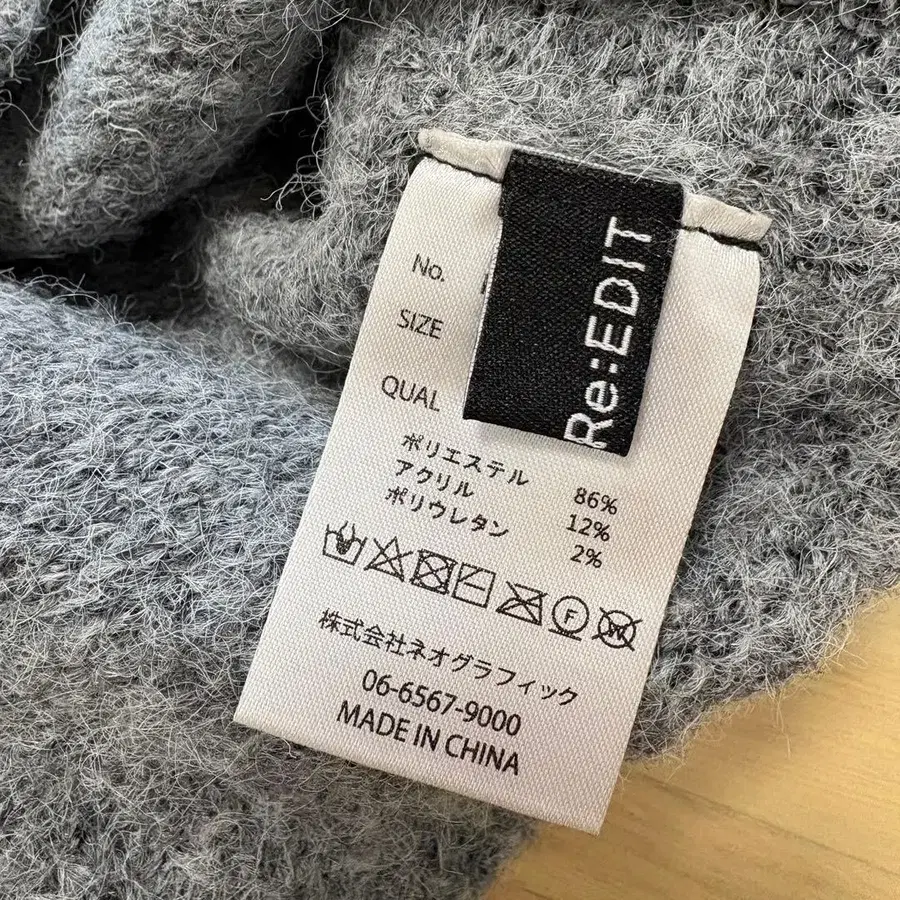 Re:EDIT
No.
SIZE
QUAL
ポリエステル 86%
アクリル 12%
ポリウレタン 2%
F
W
株式会社ネオグラフィック
06-6567-9000
MADE IN CHINA